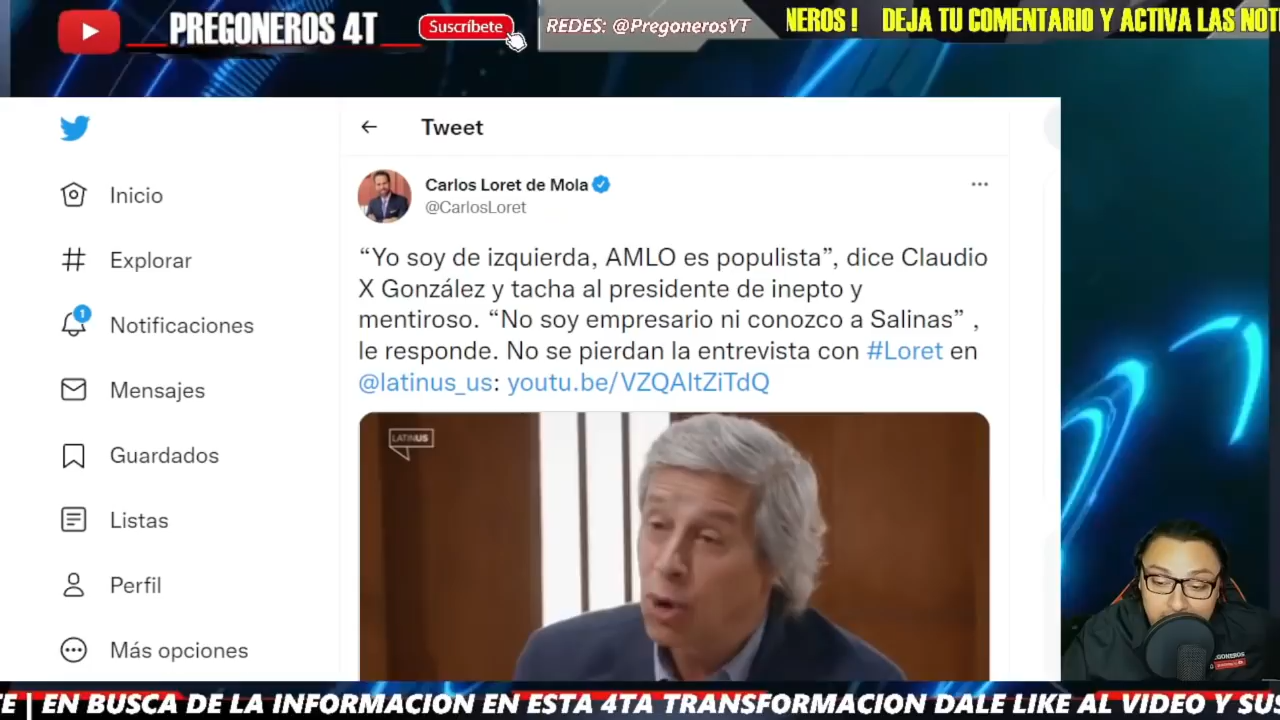 PREGONEROS 4T
Suscríbete
REDES: @PregonerosYT
NEROS ! DEJA TU COMENTARIO Y ACTIVA LAS NOT
Tweet
Inicio
Explorar
1
Notificaciones
Mensajes
Guardados
Listas
Perfil
Más opciones
Carlos Loret de Mola
@CarlosLoret
“Yo soy de izquierda, AMLO es populista”, dice Claudio
X González y tacha al presidente de inepto y
mentiroso. “No soy empresario ni conozco a Salinas” ,
le responde. No se pierdan la entrevista con #Loret en
@latinus_us: youtu.be/VZQAltZiTdQ
LATINUS
PREGONEROS
E | EN BUSCA DE LA INFORMACION EN ESTA 4TA TRANSFORMACION DALE LIKE AL VIDEO Y SUS